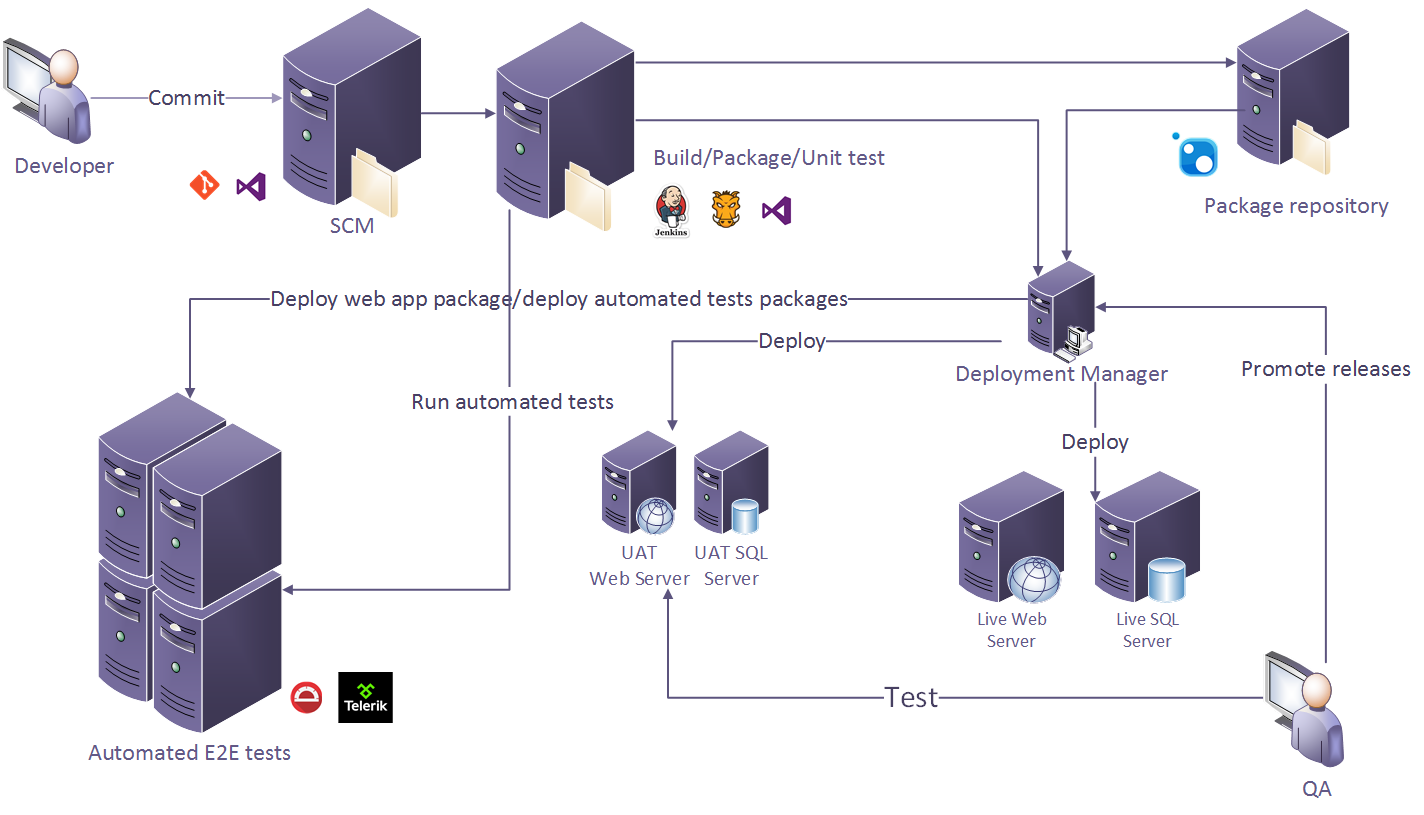 Commit
Developer
SCM
Build/Package/Unit test
Jenkins
Package repository
Deploy web app package/deploy automated tests packages
Deploy
Deployment Manager
Promote releases
Run automated tests
Deploy
UAT
Web Server
UAT SQL
Server
Live Web
Server
Live SQL
Server
Telerik
Test
Automated E2E tests
QA